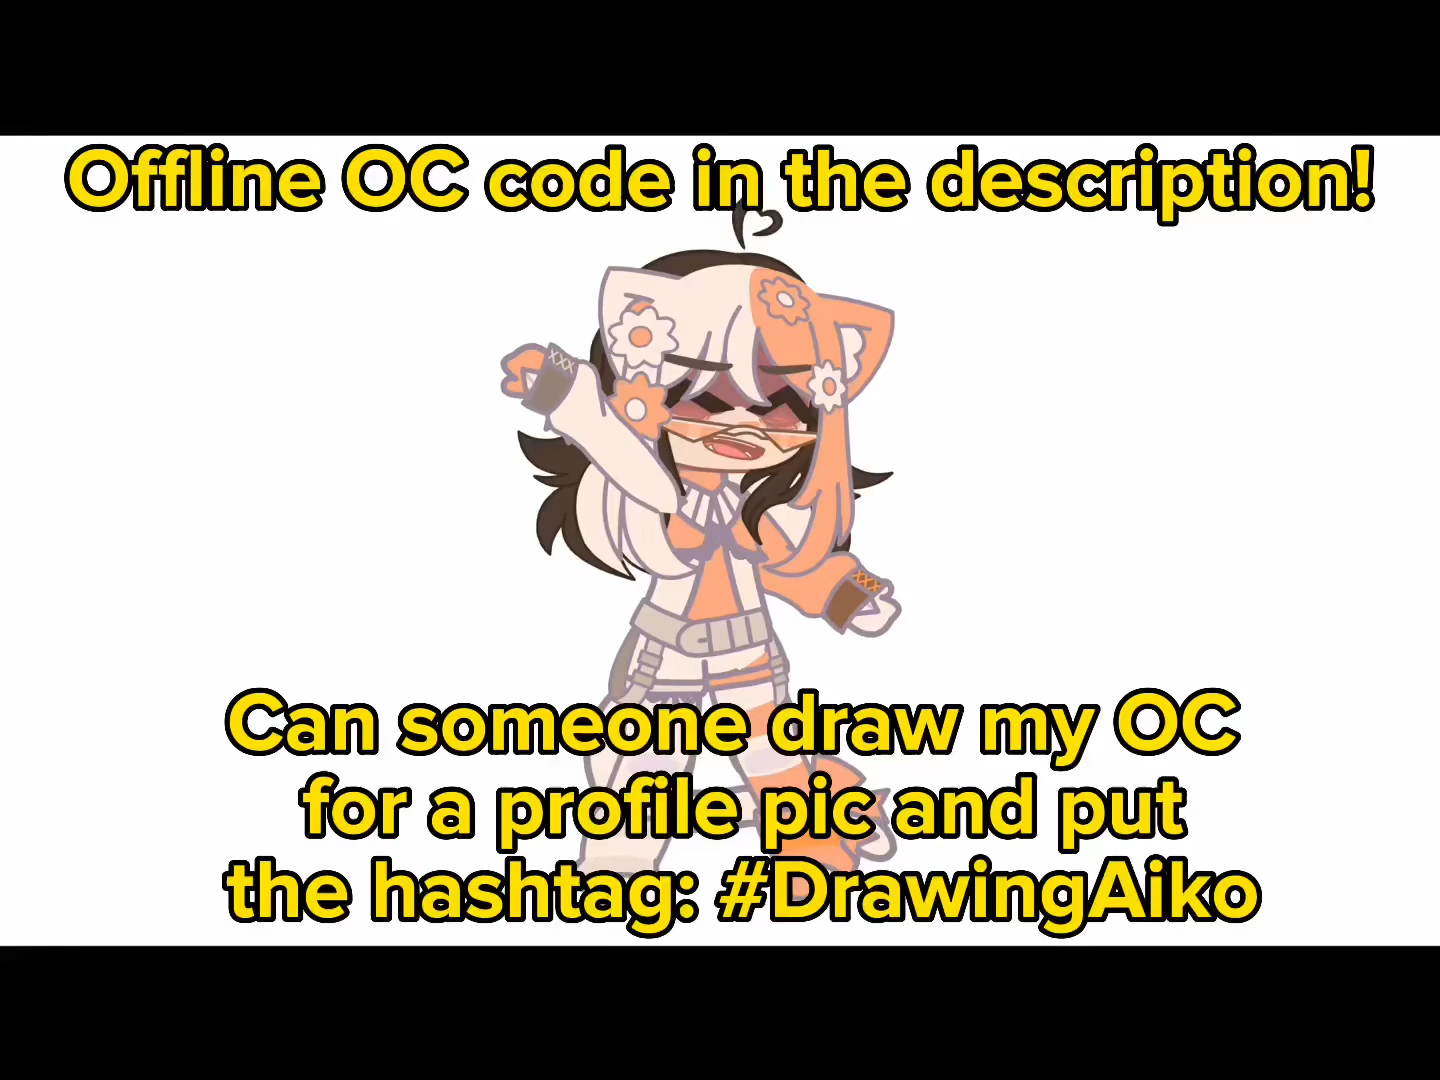 Offline OC code in the description!
Can someone draw my OC
for a profile pic and put
the hashtag: #DrawingAiko